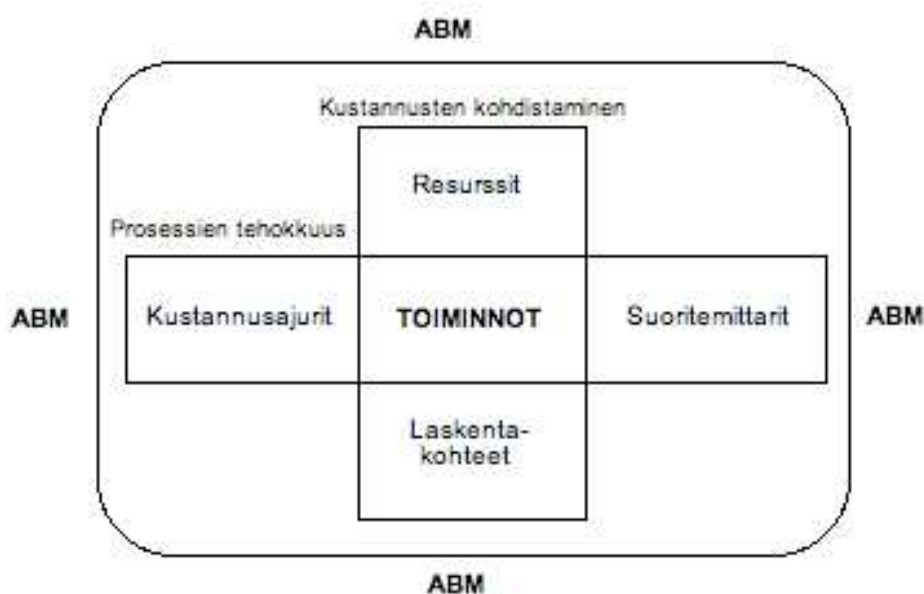 ABM
Kustannusten kohdistaminen
Resurssit
Prosessien tehokkuus
ABM
Kustannusajurit
TOIMINNOT
Suoritemittarit
ABM
Laskenta-
kohteet
ABM